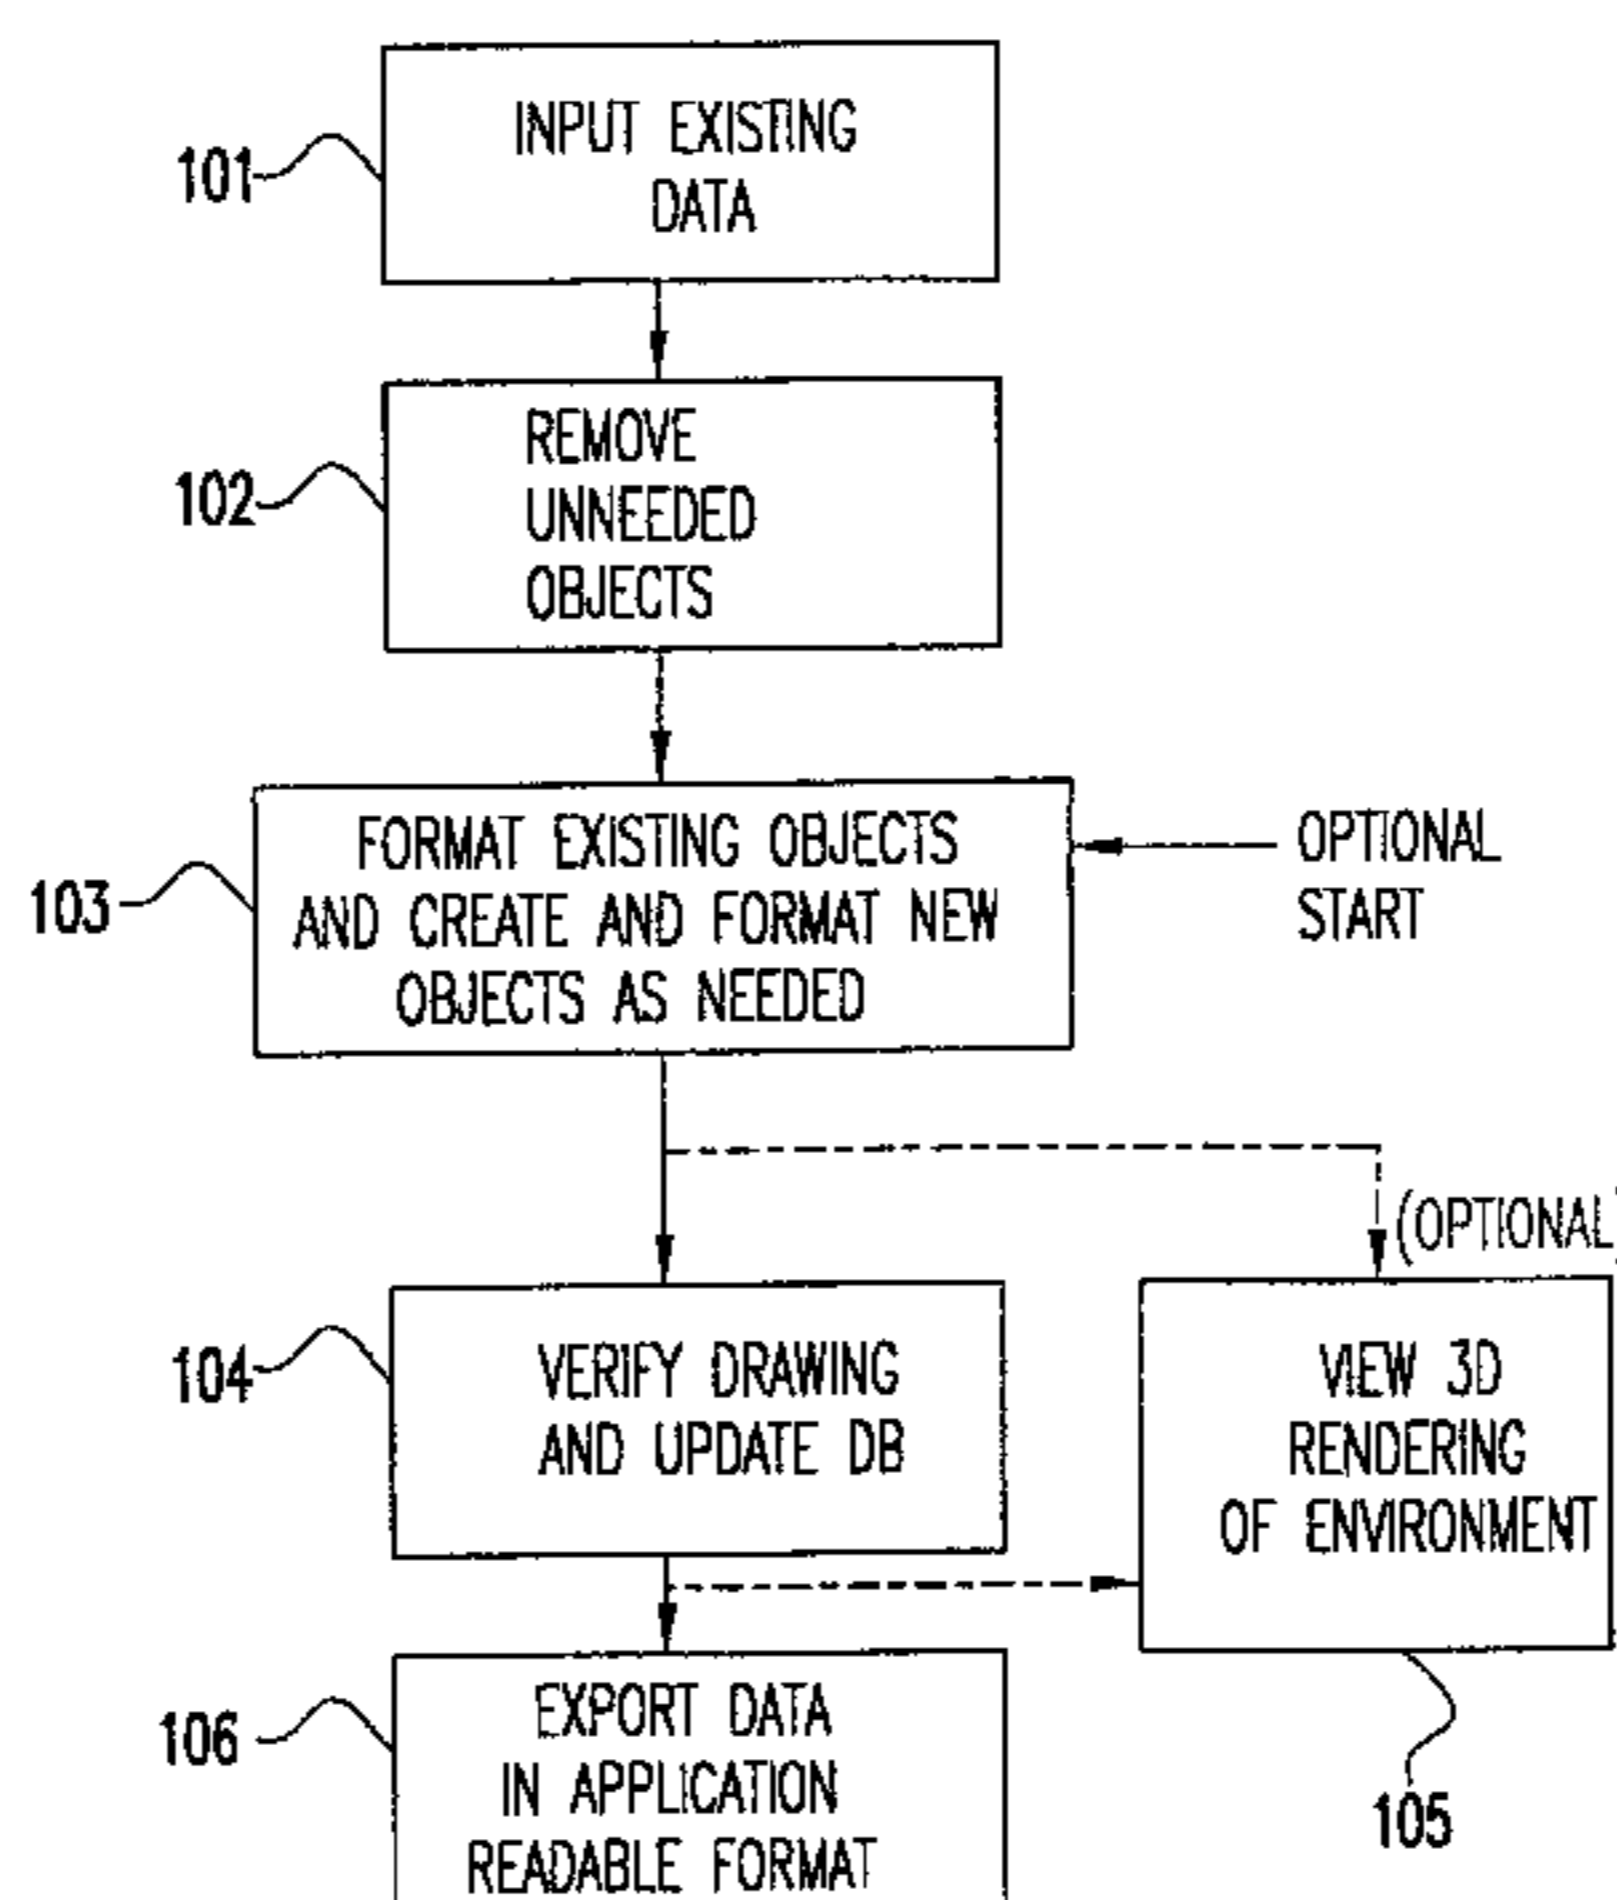 101
INPUT EXISTING
DATA
102
REMOVE
UNNEEDED
OBJECTS
103
FORMAT EXISTING OBJECTS
AND CREATE AND FORMAT NEW
OBJECTS AS NEEDED
OPTIONAL
START
104
VERIFY DRAWING
AND UPDATE DB
(OPTIONAL)
VIEW 3D
RENDERING
OF ENVIRONMENT
105
106
EXPORT DATA
IN APPLICATION
READABLE FORMAT